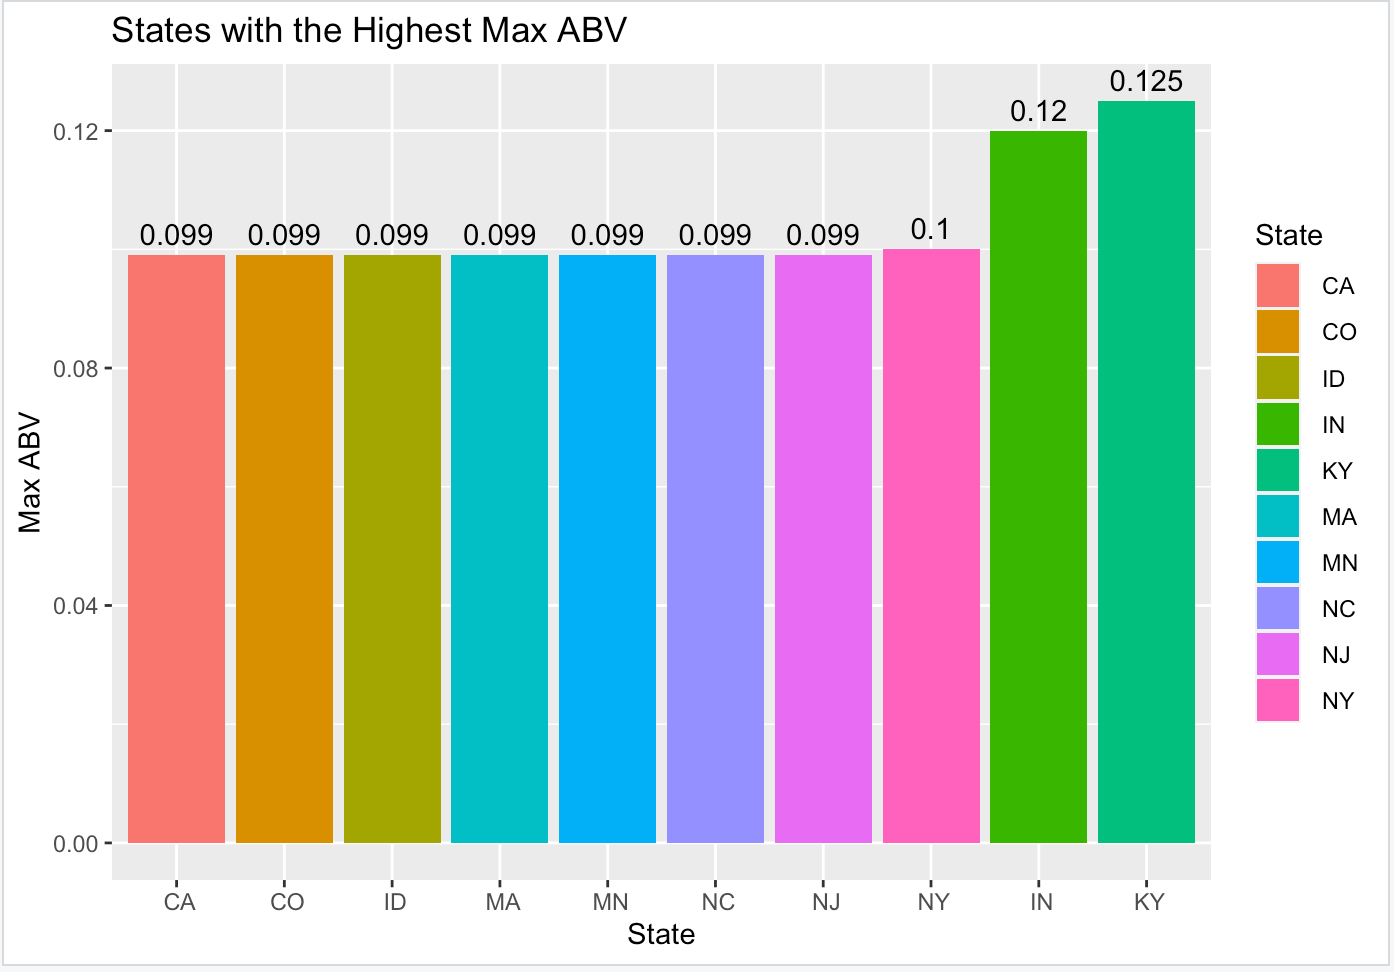 States with the Highest Max ABV
0.125
0.12
0.1
0.099 0.099 0.099 0.099 0.099 0.099 0.099
0.12
0.08
0.04
0.00
Max ABV
CA CO ID MA MN NC NJ NY IN KY
State
State
CA
CO
ID
IN
KY
MA
MN
NC
NJ
NY